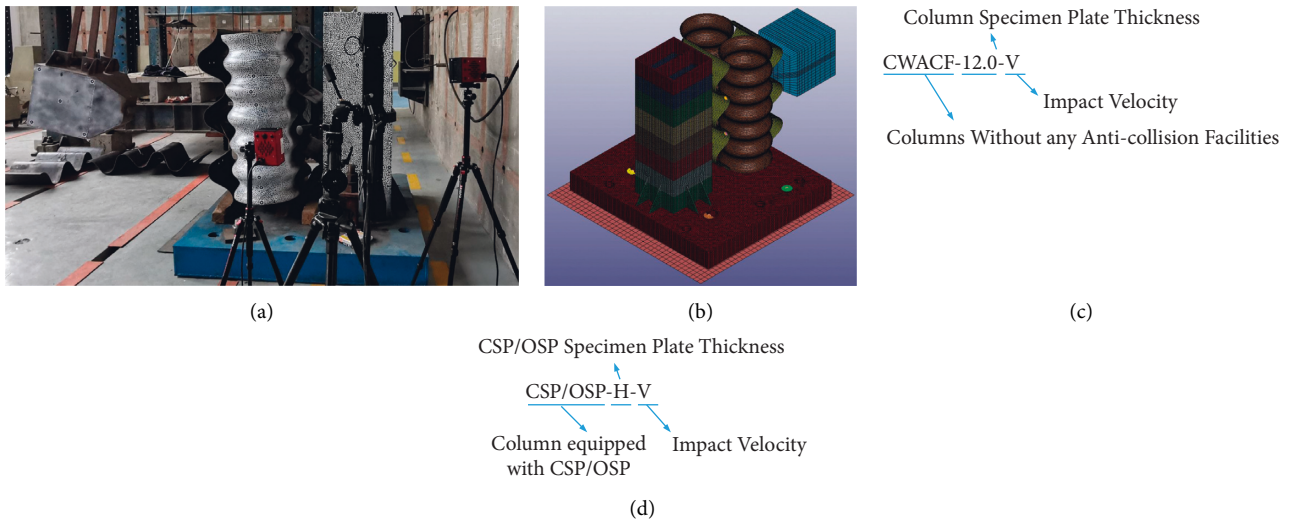 (a)
(b)
Column Specimen Plate Thickness
CWACF-12.0-V
Impact Velocity
Columns Without any Anti-collision Facilities
(c)
CSP/OSP Specimen Plate Thickness
CSP/OSP-H-V
Column equipped
with CSP/OSP
Impact Velocity
(d)